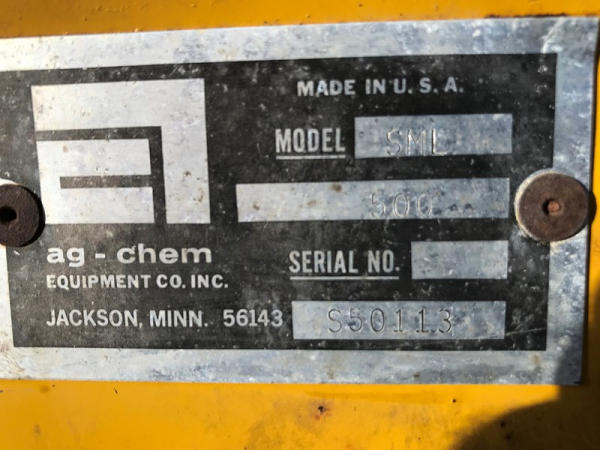 MADE IN U. S. A.
MODEL SML
500
ag - chem
EQUIPMENT CO. INC.
SERIAL NO.
JACKSON, MINN. 56143 S50113